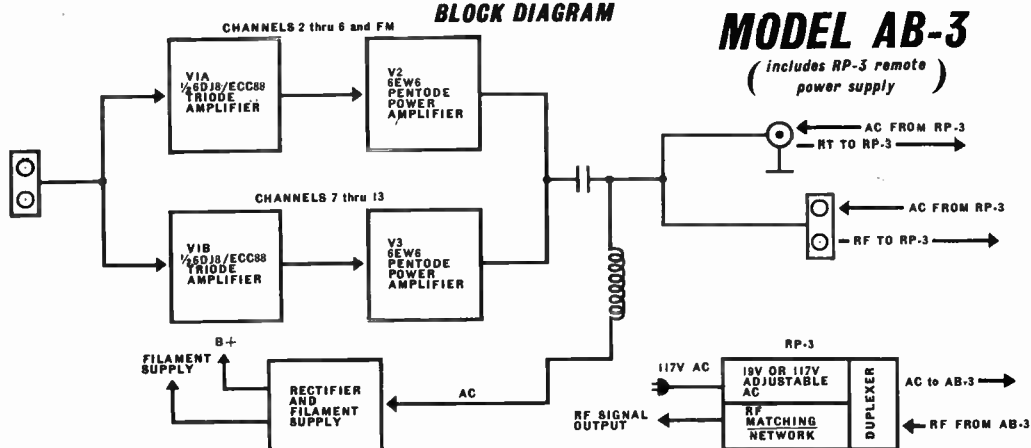 BLOCK DIAGRAM
MODEL AB-3
(includes RP-3 remote
power supply)
CHANNELS 2 thru 6 and FM
V1A
½6DJ8/ECC88
TRIODE
AMPLIFIER
V2
6EW6
PENTODE
POWER
AMPLIFIER
AC FROM RP-3
RT TO RP-3
CHANNELS 7 thru 13
V1B
½6DJ8/ECC88
TRIODE
AMPLIFIER
V3
6EW6
PENTODE
POWER
AMPLIFIER
AC FROM RP-3
RF TO RP-3
B+
FILAMENT
SUPPLY
RECTIFIER
AND
FILAMENT
SUPPLY
AC
RP-3
117V AC
19V OR 117V
ADJUSTABLE
AC
RF SIGNAL
OUTPUT
RF
MATCHING
NETWORK
DUPLEXER
AC to AB-3
RF FROM AB-3